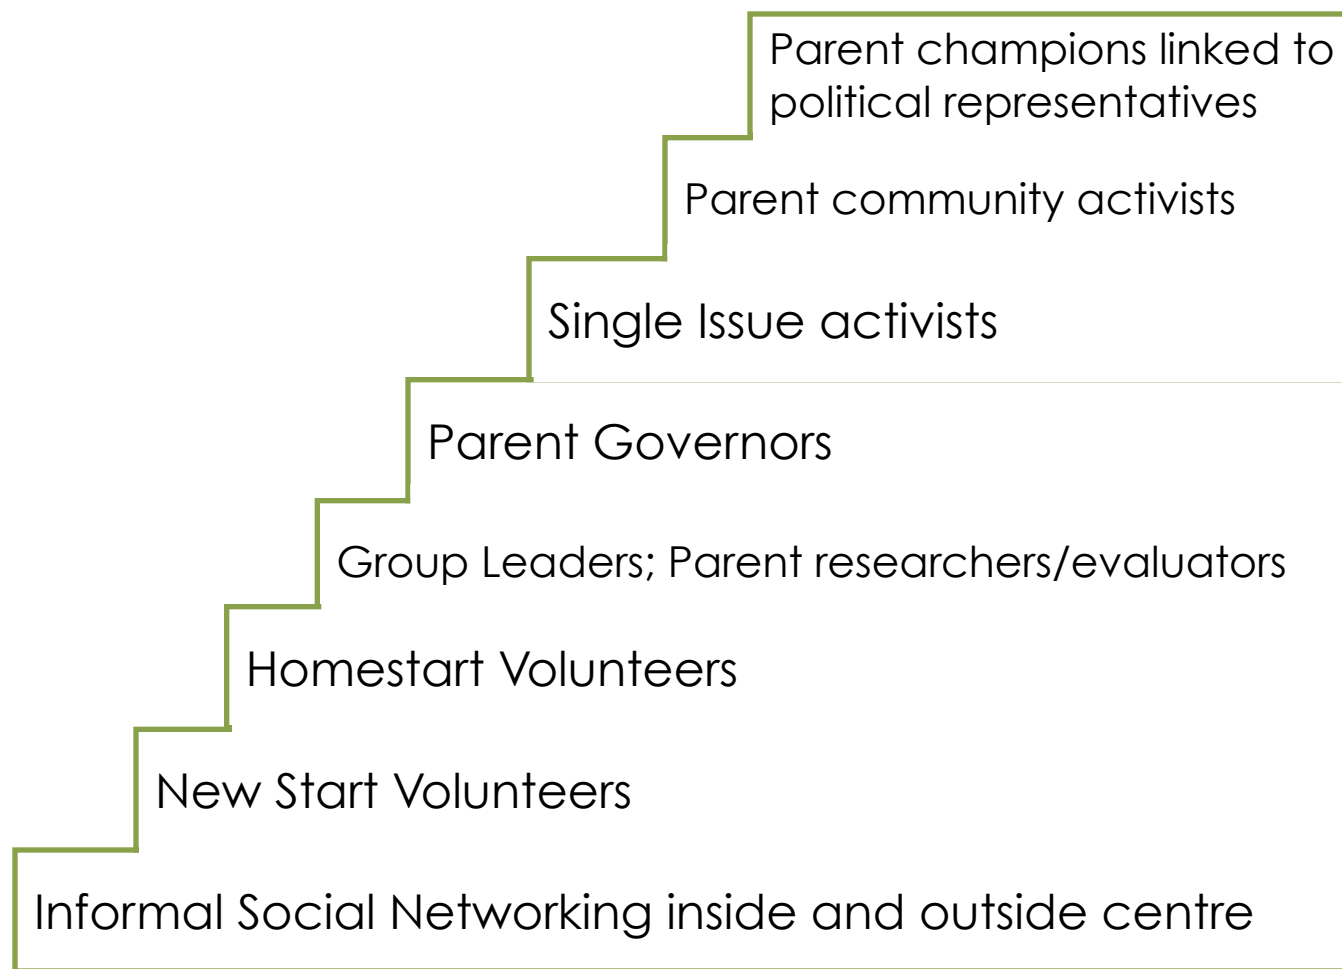 Parent champions linked to
political representatives
Parent community activists
Single Issue activists
Parent Governors
Group Leaders; Parent researchers/evaluators
Homestart Volunteers
New Start Volunteers
Informal Social Networking inside and outside centre